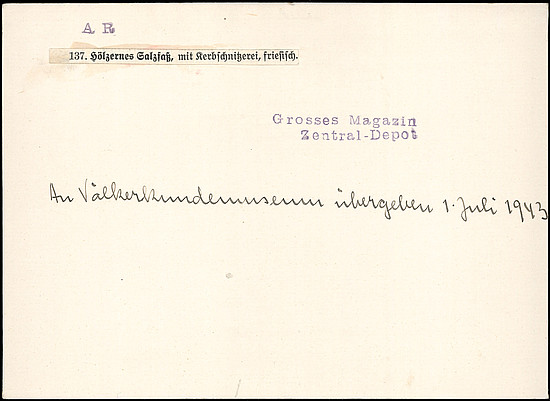 A R
137. Hölzernes Salzfaß, mit Kerbschnitzerei, friesisch.
Grosses Magazin
Zentral-Depot
An Völkerkundemuseum übergeben 1. Juli 1943